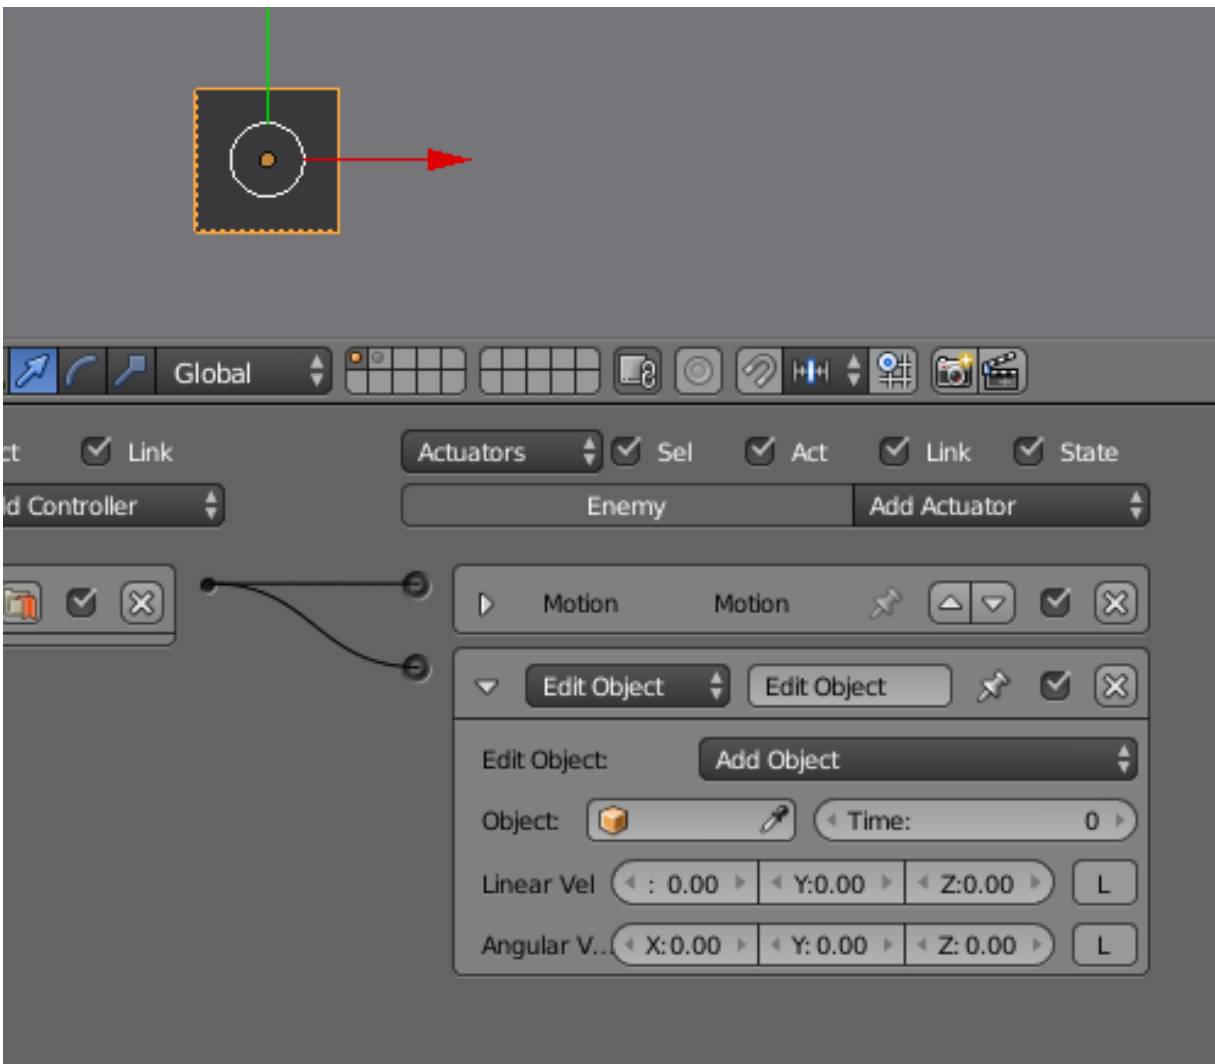 Global
ct Link Actuators Sel Act Link State
ld Controller Enemy Add Actuator
Motion Motion
Edit Object Edit Object
Edit Object: Add Object
Object: Time: 0
Linear Vel : 0.00 Y:0.00 Z:0.00 L
Angular V... X:0.00 Y: 0.00 Z: 0.00 L